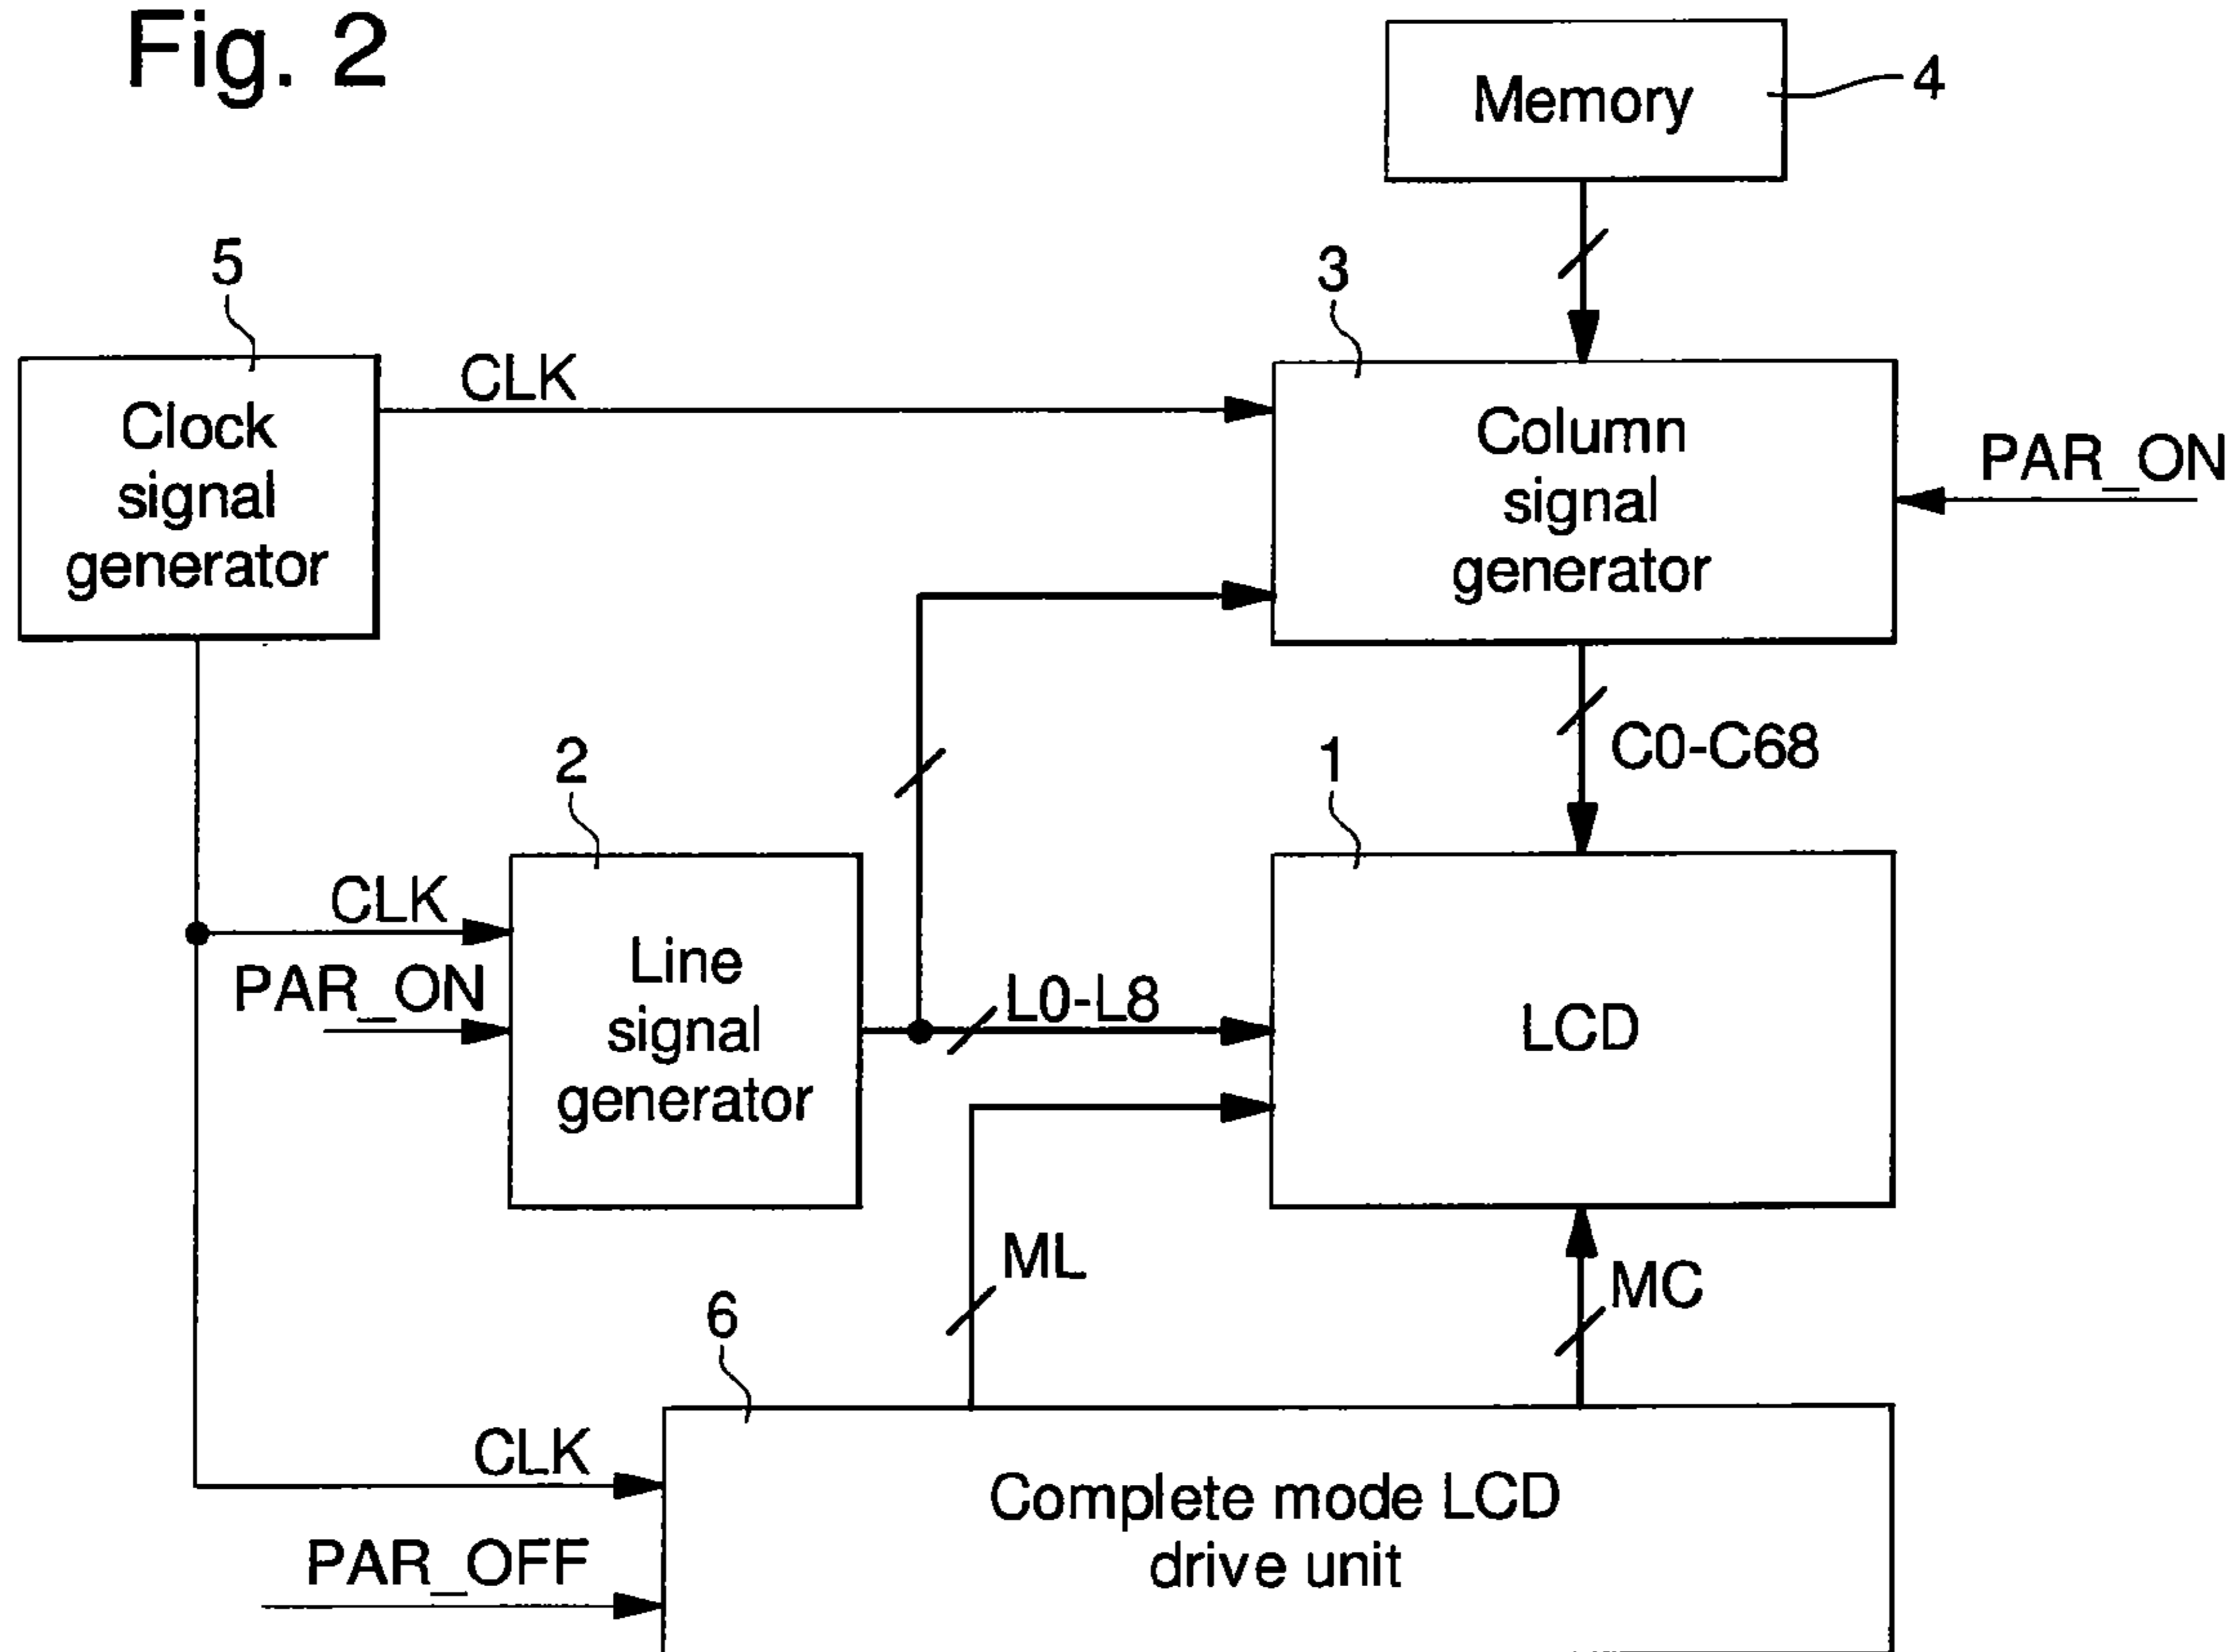 Fig. 2
Memory
4
5
3
CLK
Clock
signal
generator
Column
signal
generator
PAR_ON
2
1
C0-C68
CLK
PAR_ON
Line
signal
generator
L0-L8
LCD
ML
MC
6
CLK
PAR_OFF
Complete mode LCD
drive unit